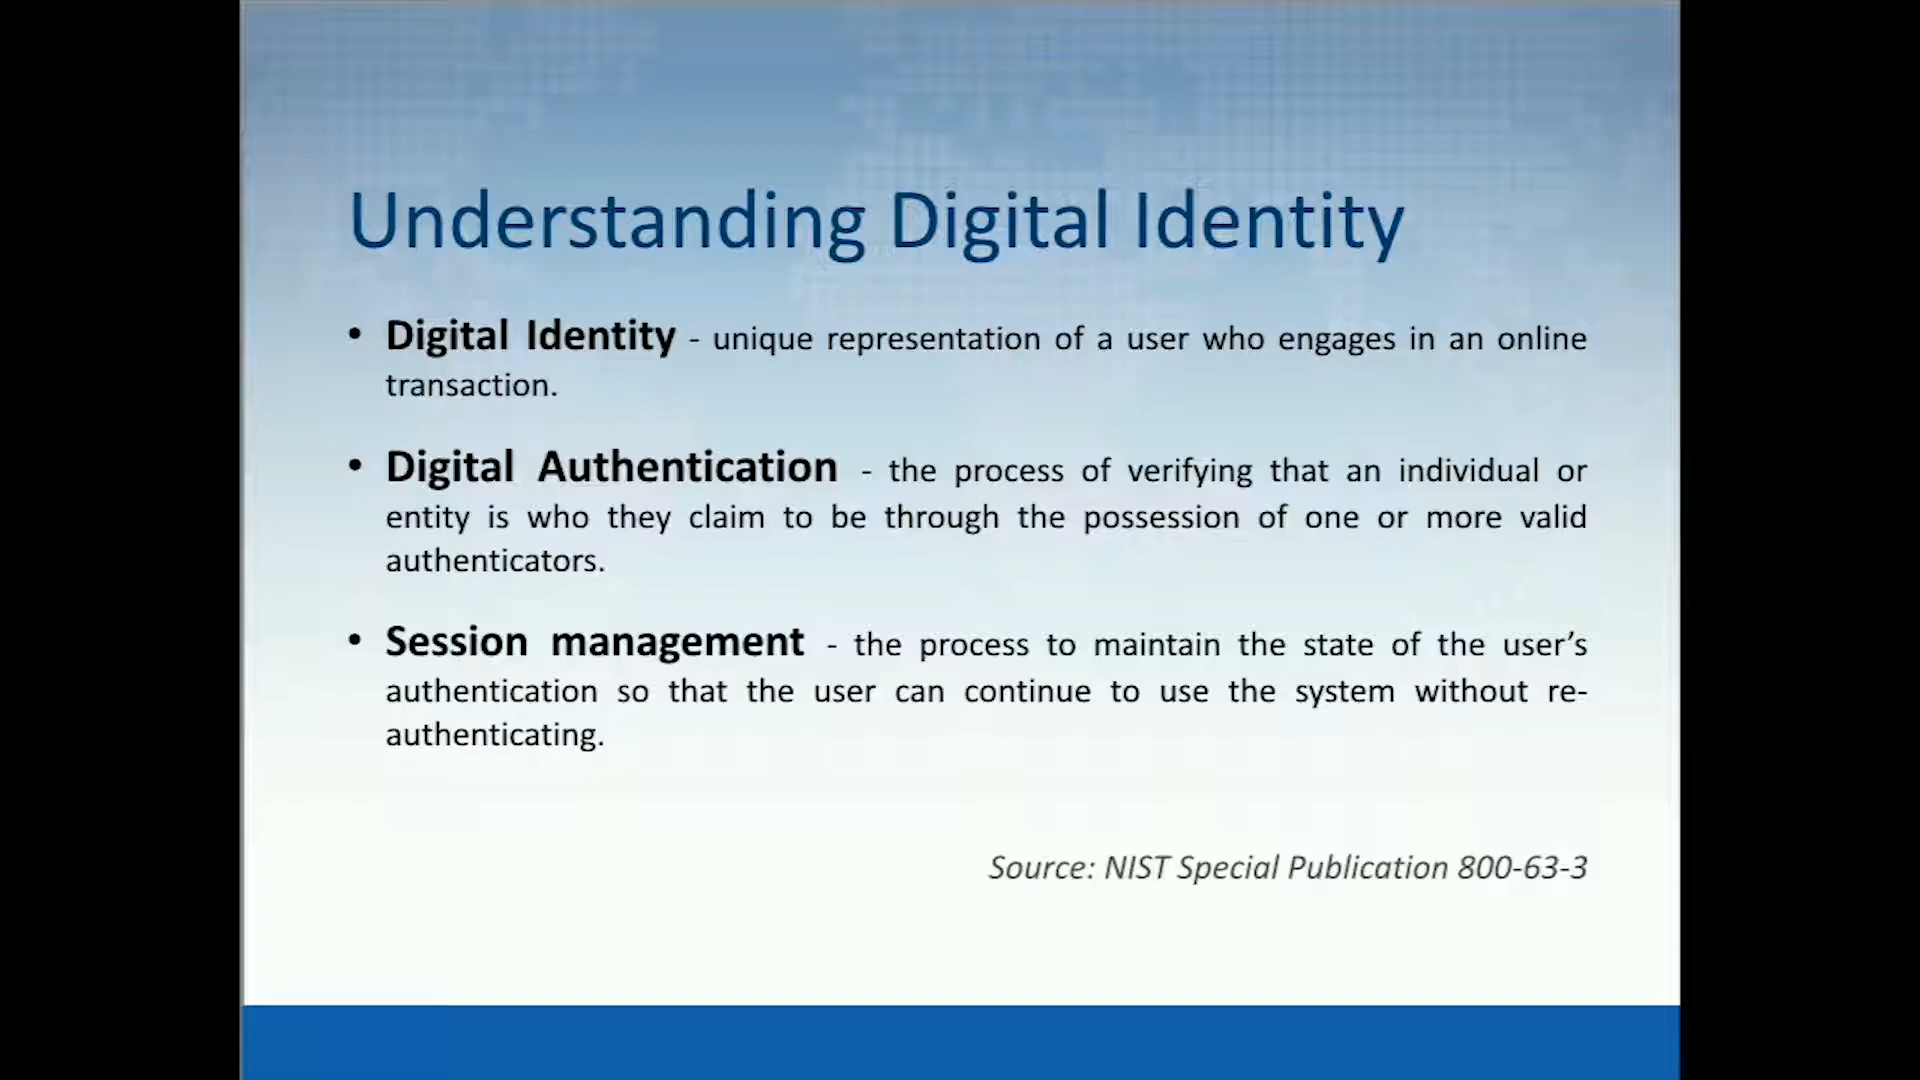 Understanding Digital Identity
• Digital Identity - unique representation of a user who engages in an online
transaction.
• Digital Authentication - the process of verifying that an individual or
entity is who they claim to be through the possession of one or more valid
authenticators.
• Session management - the process to maintain the state of the user’s
authentication so that the user can continue to use the system without re-
authenticating.
Source: NIST Special Publication 800-63-3